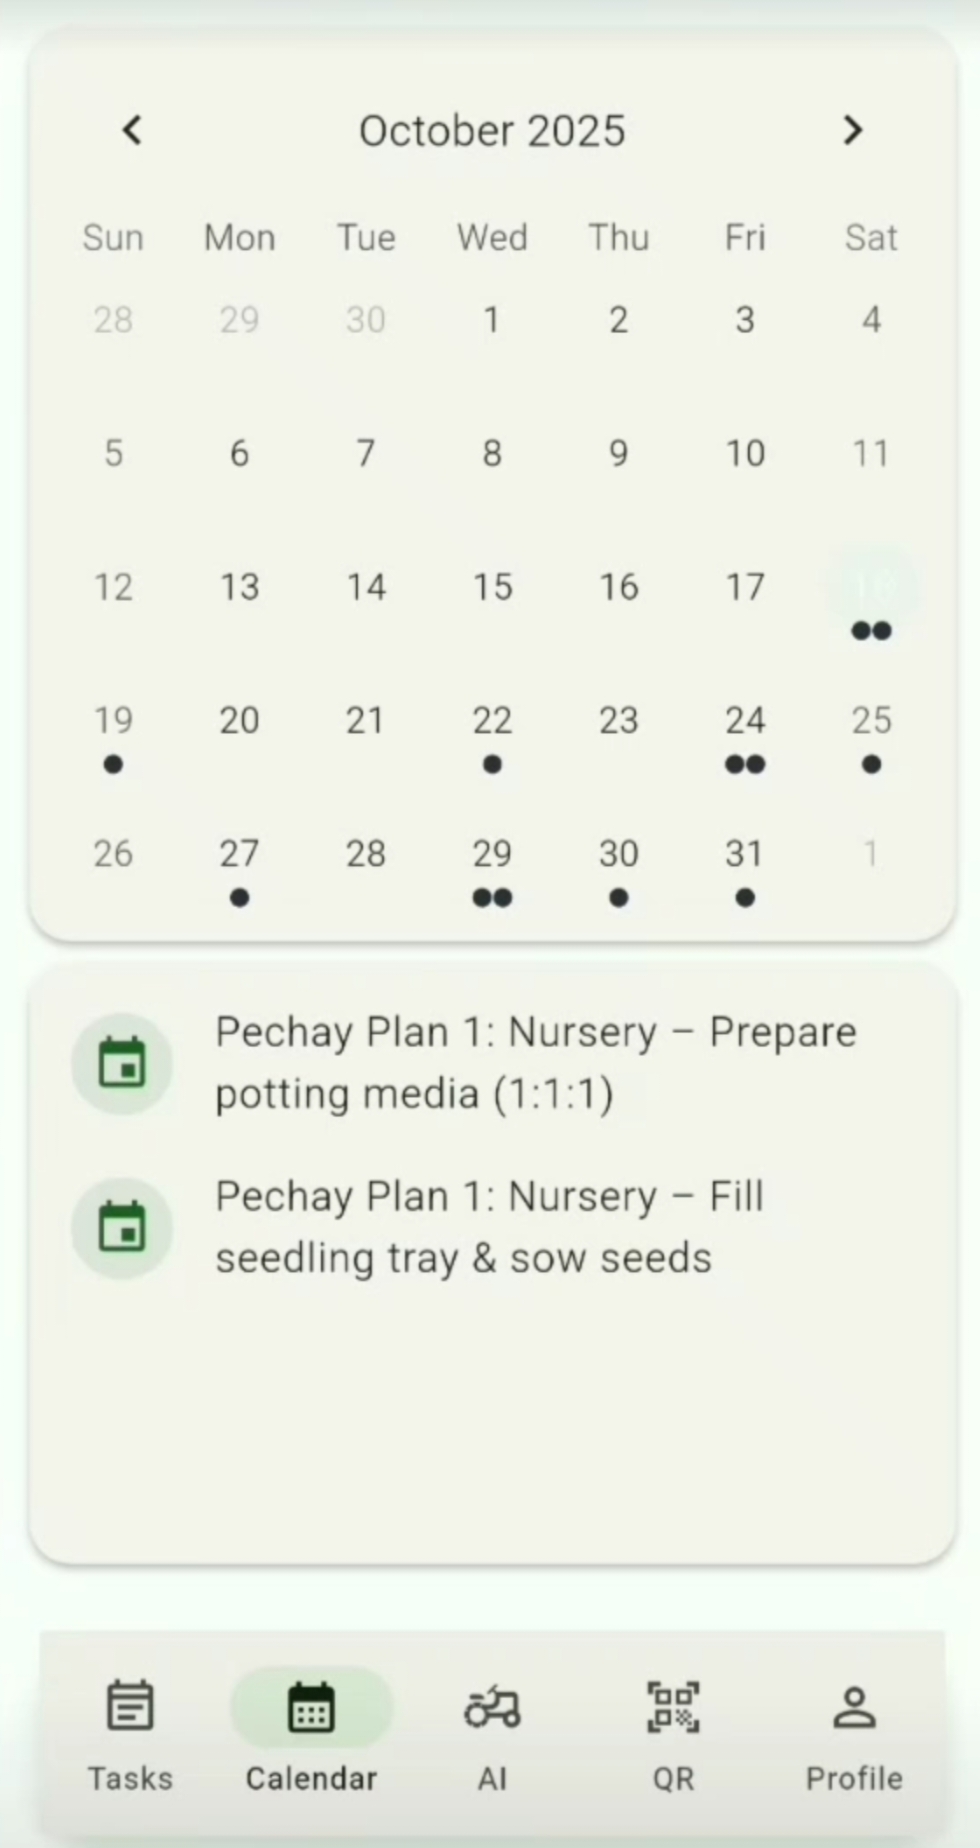 October 2025
Sun Mon Tue Wed Thu Fri Sat
28 29 30 1 2 3 4
5 6 7 8 9 10 11
12 13 14 15 16 17 18
19 20 21 22 23 24 25
26 27 28 29 30 31 1
Pechay Plan 1: Nursery – Prepare
potting media (1:1:1)
Pechay Plan 1: Nursery – Fill
seedling tray & sow seeds
Tasks Calendar AI QR Profile